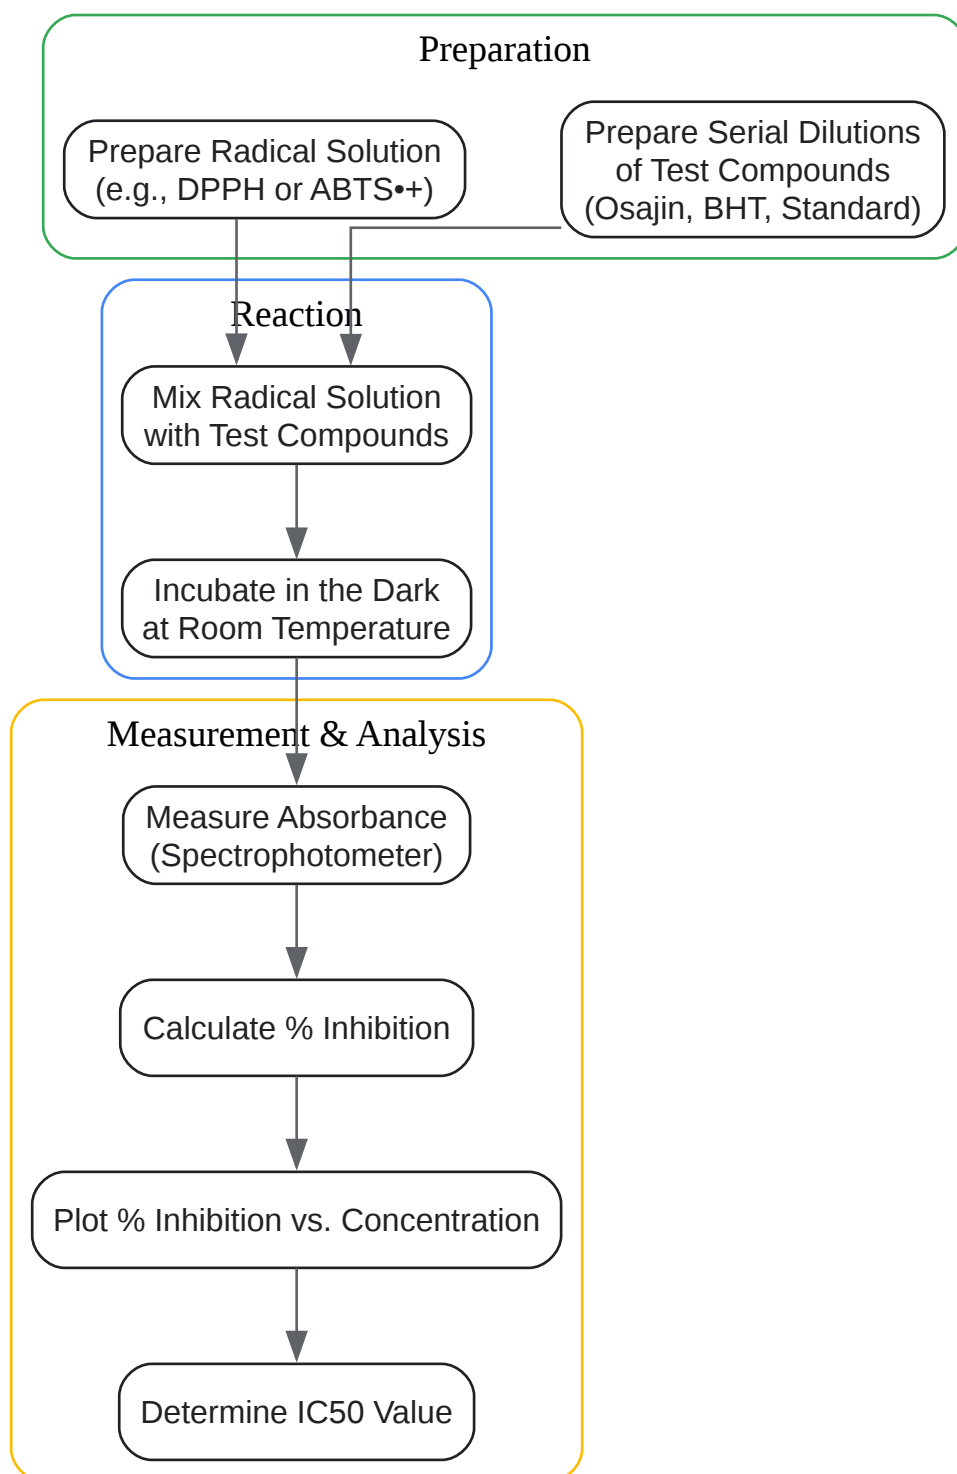 Preparation
Prepare Radical Solution
(e.g., DPPH or ABTS•+)
Prepare Serial Dilutions
of Test Compounds
(Osajin, BHT, Standard)
Reaction
Mix Radical Solution
with Test Compounds
Incubate in the Dark
at Room Temperature
Measurement & Analysis
Measure Absorbance
(Spectrophotometer)
Calculate % Inhibition
Plot % Inhibition vs. Concentration
Determine IC50 Value